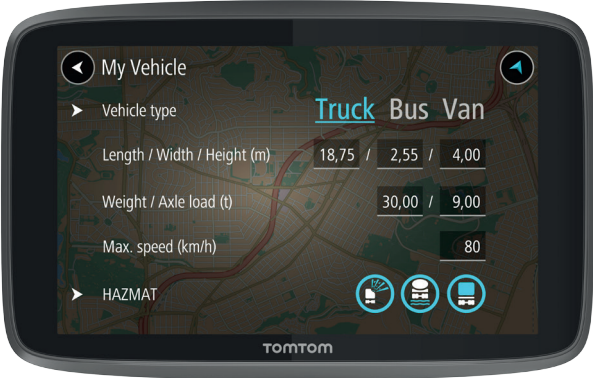 My Vehicle
Vehicle type Truck Bus Van
Length / Width / Height (m) 18,75 / 2,55 / 4,00
Weight / Axle load (t) 30,00 / 9,00
Max. speed (km/h) 80
HAZMAT
TOMTOM